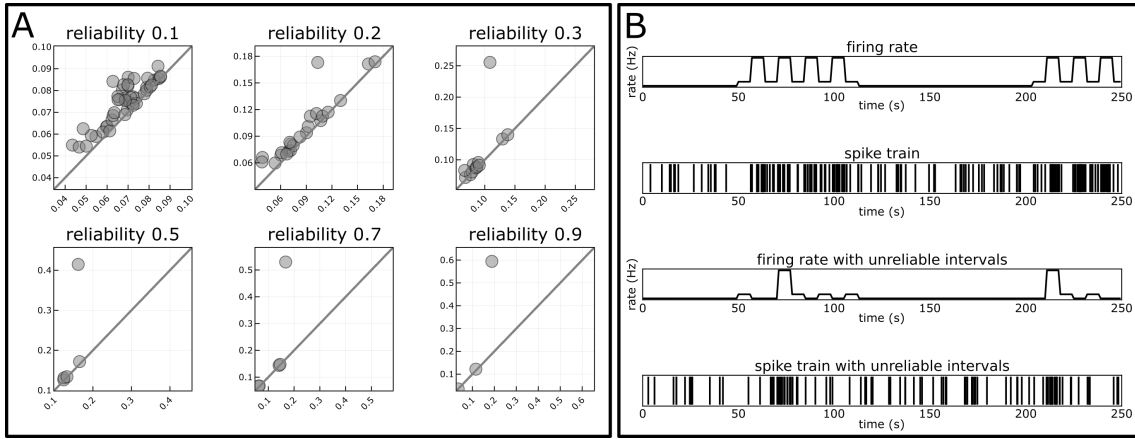 A
reliability 0.1
0.10
0.09
0.08
0.07
0.06
0.05
0.04
0.04 0.05 0.06 0.07 0.08 0.09 0.10
reliability 0.2
0.18
0.15
0.12
0.09
0.06
0.06 0.09 0.12 0.15 0.18
reliability 0.3
0.25
0.20
0.15
0.10
0.10 0.15 0.20 0.25
reliability 0.5
0.4
0.3
0.2
0.1
0.1 0.2 0.3 0.4
reliability 0.7
0.5
0.4
0.3
0.2
0.1
0.1 0.2 0.3 0.4 0.5
reliability 0.9
0.6
0.5
0.4
0.3
0.2
0.1
0.1 0.2 0.3 0.4 0.5 0.6
B
firing rate
rate (Hz)
0 50 100 150 200 250
time (s)
spike train
0 50 100 150 200 250
time (s)
firing rate with unreliable intervals
rate (Hz)
0 50 100 150 200 250
time (s)
spike train with unreliable intervals
0 50 100 150 200 250
time (s)